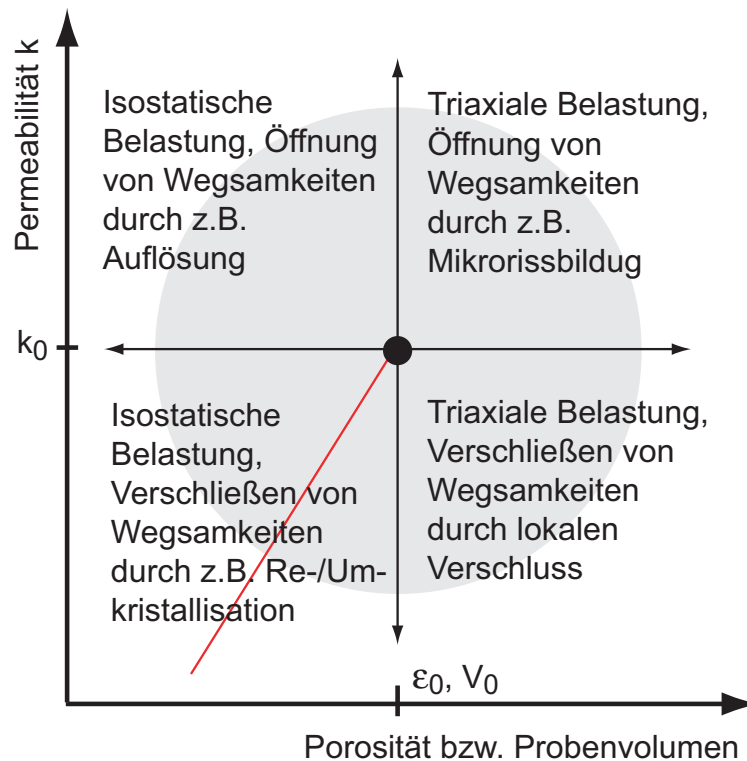 Permeabilität k
Isostatische
Belastung, Öffnung
von Wegsamkeiten
durch z.B.
Auflösung
Triaxiale Belastung,
Öffnung von
Wegsamkeiten
durch z.B.
Mikrorissbildug
k₀
Isostatische
Belastung,
Verschließen von
Wegsamkeiten
durch z.B. Re-/Um-
kristallisation
Triaxiale Belastung,
Verschließen von
Wegsamkeiten
durch lokalen
Verschluss
ε₀, V₀
Porosität bzw. Probenvolumen